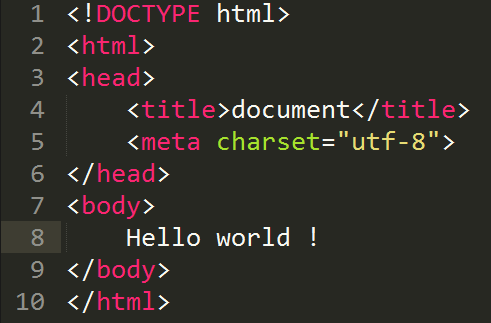 1 <!DOCTYPE html>
2 <html>
3 <head>
4     <title>document</title>
5     <meta charset="utf-8">
6 </head>
7 <body>
8     Hello world !
9 </body>
10 </html>